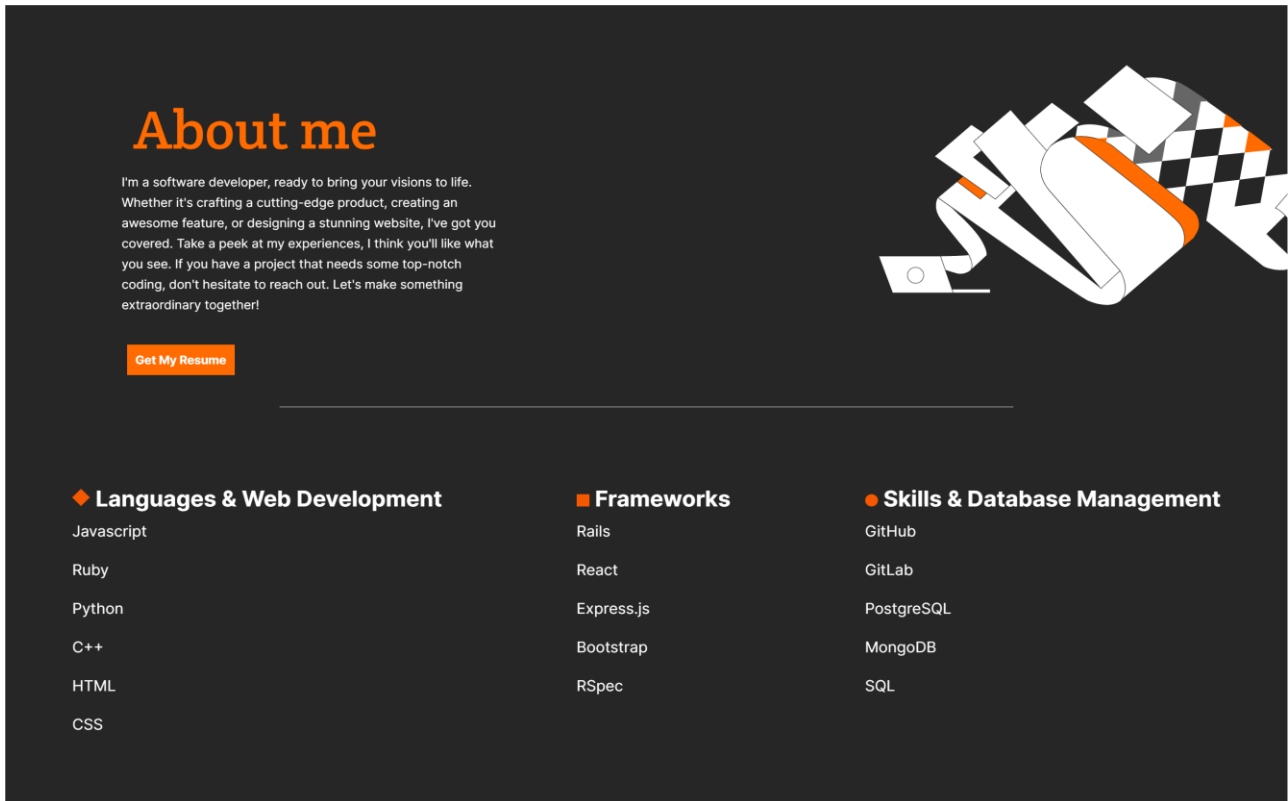 About me
I'm a software developer, ready to bring your visions to life.
Whether it's crafting a cutting-edge product, creating an
awesome feature, or designing a stunning website, I've got you
covered. Take a peek at my experiences, I think you'll like what
you see. If you have a project that needs some top-notch
coding, don't hesitate to reach out. Let's make something
extraordinary together!
Get My Resume
Languages & Web Development
Javascript
Ruby
Python
C++
HTML
CSS
Frameworks
Rails
React
Express.js
Bootstrap
RSpec
Skills & Database Management
GitHub
GitLab
PostgreSQL
MongoDB
SQL